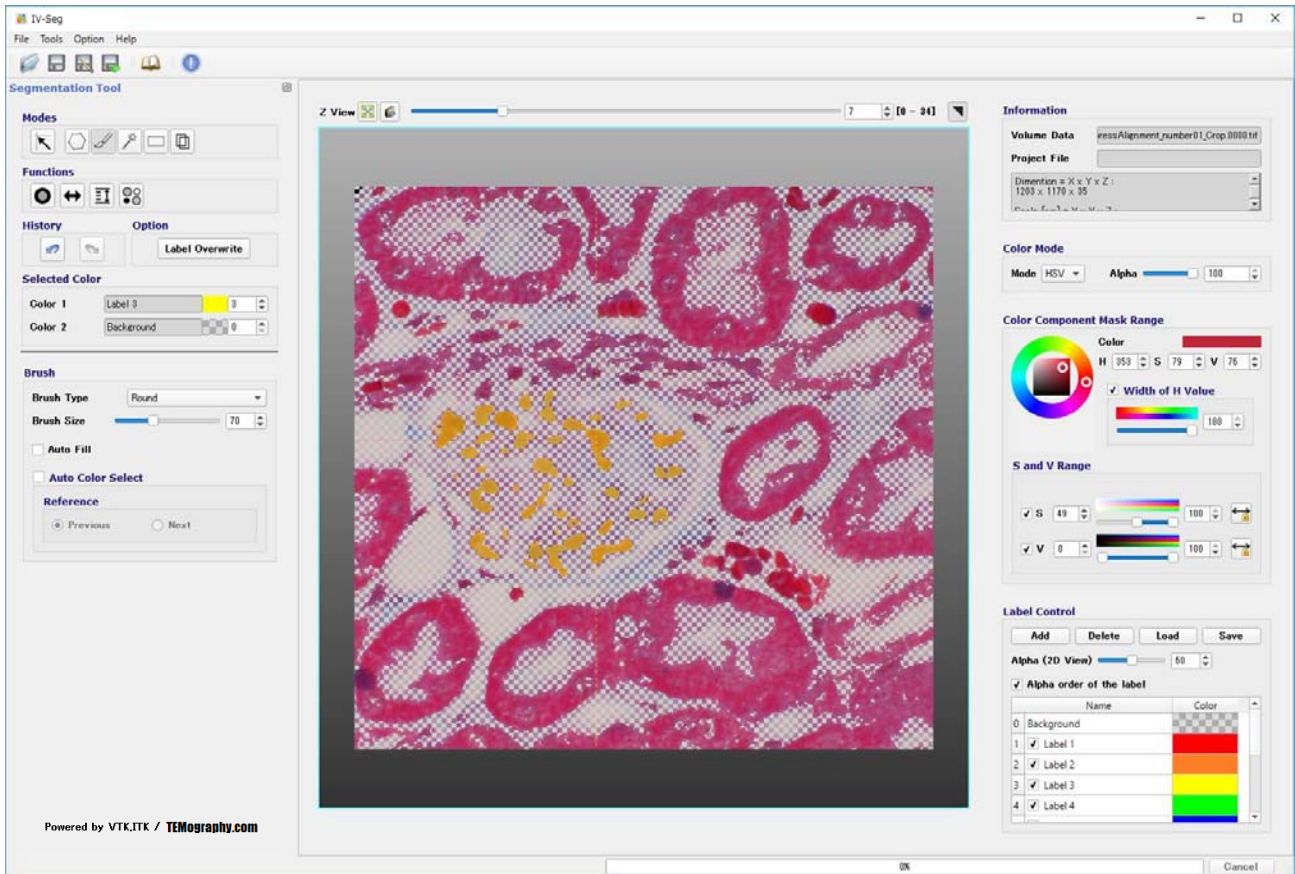 IV-Seg
File Tools Option Help
Segmentation Tool
Modes
Functions
History Option
Label Overwrite
Selected Color
Color 1 Label 3 3
Color 2 Background 0
Brush
Brush Type Round
Brush Size 70
Auto Fill
Auto Color Select
Reference
Previous Next
Powered by VTK,ITK / TEMography.com
Z View 7 [0 - 34]
Information
Volume Data ressAlignment_number01_Crop.0000.tif
Project File
Dimention = X x Y x Z :
1203 x 1170 x 35
Color Mode
Mode HSV Alpha 100
Color Component Mask Range
Color
H 353 S 79 V 76
Width of H Value
180
S and V Range
S 49 100
V 0 100
Label Control
Add Delete Load Save
Alpha (2D View) 50
Alpha order of the label
Name Color
0 Background
1 Label 1
2 Label 2
3 Label 3
4 Label 4
0%
Cancel